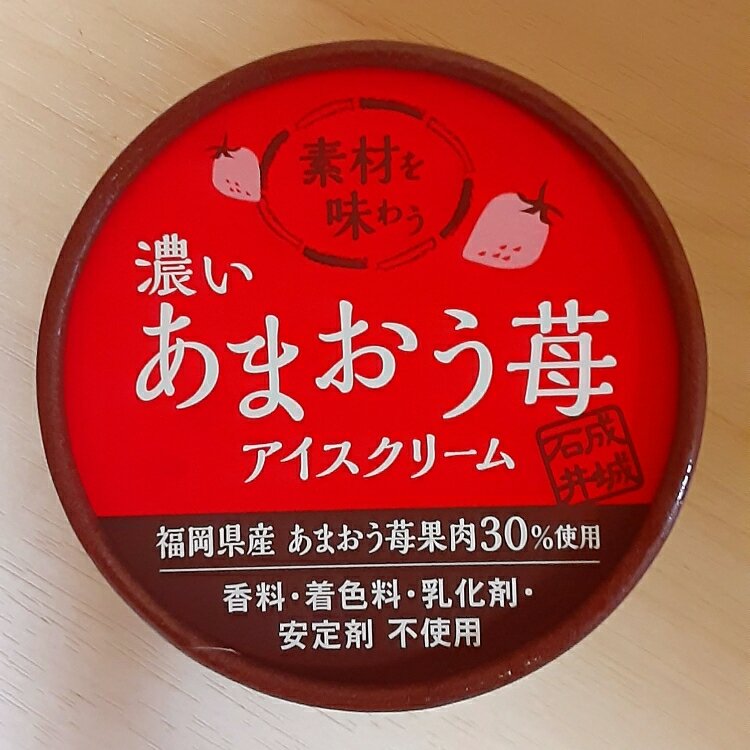 素材を
味わう
濃い
あまおう苺
アイスクリーム
成城
石井
福岡県産 あまおう苺果肉30%使用
香料・着色料・乳化剤・
安定剤 不使用